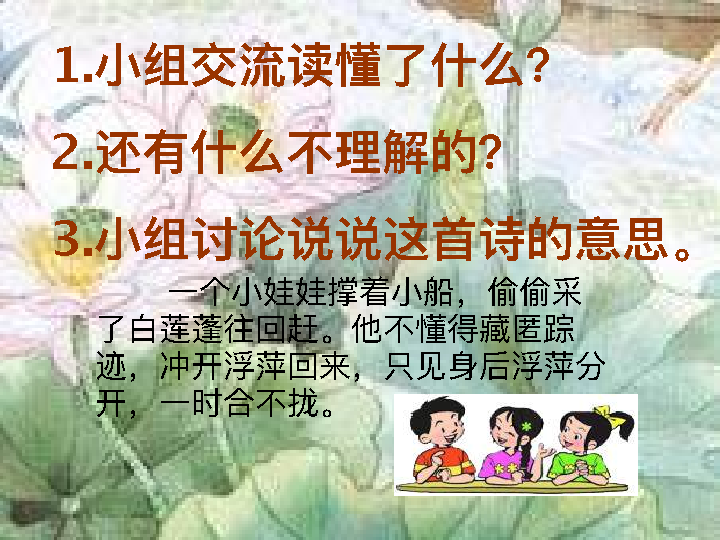 1.小组交流读懂了什么?
2.还有什么不理解的?
3.小组讨论说说这首诗的意思。
一个小娃娃撑着小船，偷偷采
了白莲蓬往回赶。他不懂得藏匿踪
迹，冲开浮萍回来，只见身后浮萍分
开，一时合不拢。